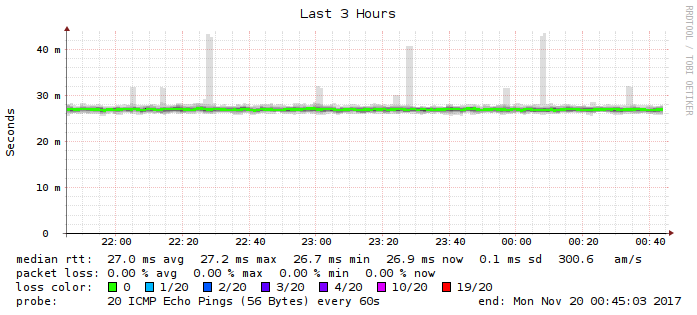 Last 3 Hours
RRDTOOL / TOBI OETIKER
Seconds
40 m
30 m
20 m
10 m
0
22:00 22:20 22:40 23:00 23:20 23:40 00:00 00:20 00:40
median rtt: 27.0 ms avg 27.2 ms max 26.7 ms min 26.9 ms now 0.1 ms sd 300.6 am/s
packet loss: 0.00 % avg 0.00 % max 0.00 % min 0.00 % now
loss color: 0 1/20 2/20 3/20 4/20 10/20 19/20
probe: 20 ICMP Echo Pings (56 Bytes) every 60s end: Mon Nov 20 00:45:03 2017